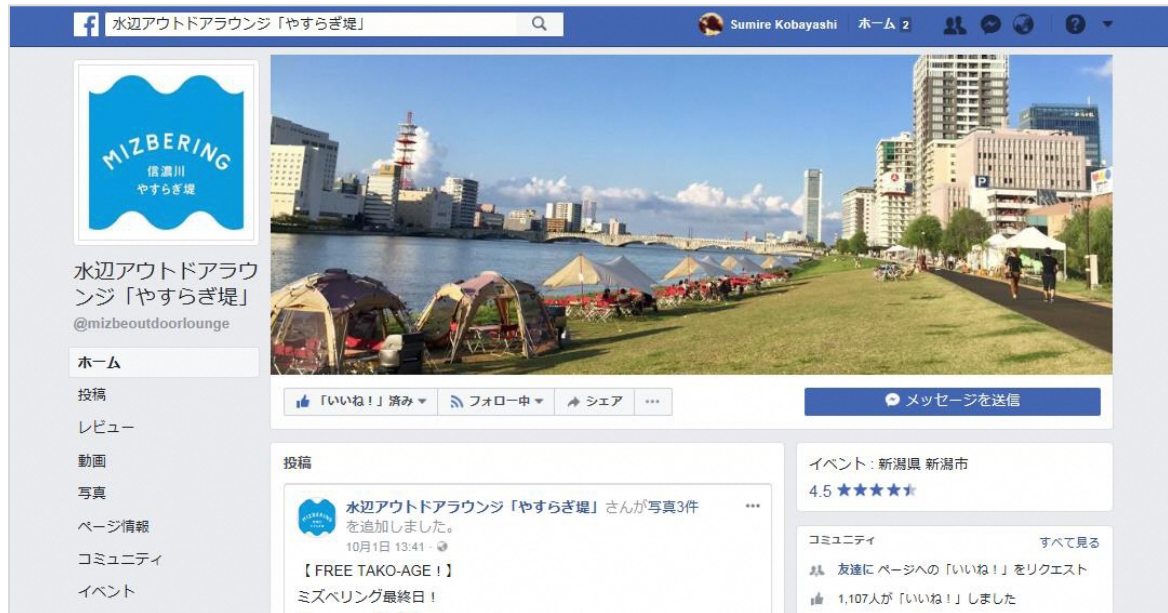 水辺アウトドアラウンジ「やすらぎ堤」
Sumire Kobayashi ホーム 2
MIZBERING
信濃川
やすらぎ堤
水辺アウトドアラウ
ンジ「やすらぎ堤」
@mizbeoutdoorlounge
ホーム
投稿
レビュー
動画
写真
ページ情報
コミュニティ
イベント
P
「いいね！」済み
フォロー中
シェア
メッセージを送信
投稿
水辺アウトドアラウンジ「やすらぎ堤」さんが写真3件
を追加しました。
10月1日 13:41
【 FREE TAKO-AGE！】
ミズベリング最終日！
イベント : 新潟県 新潟市
4.5
コミュニティ すべて見る
友達に ページへの「いいね！」をリクエスト
1,107人が「いいね！」しました